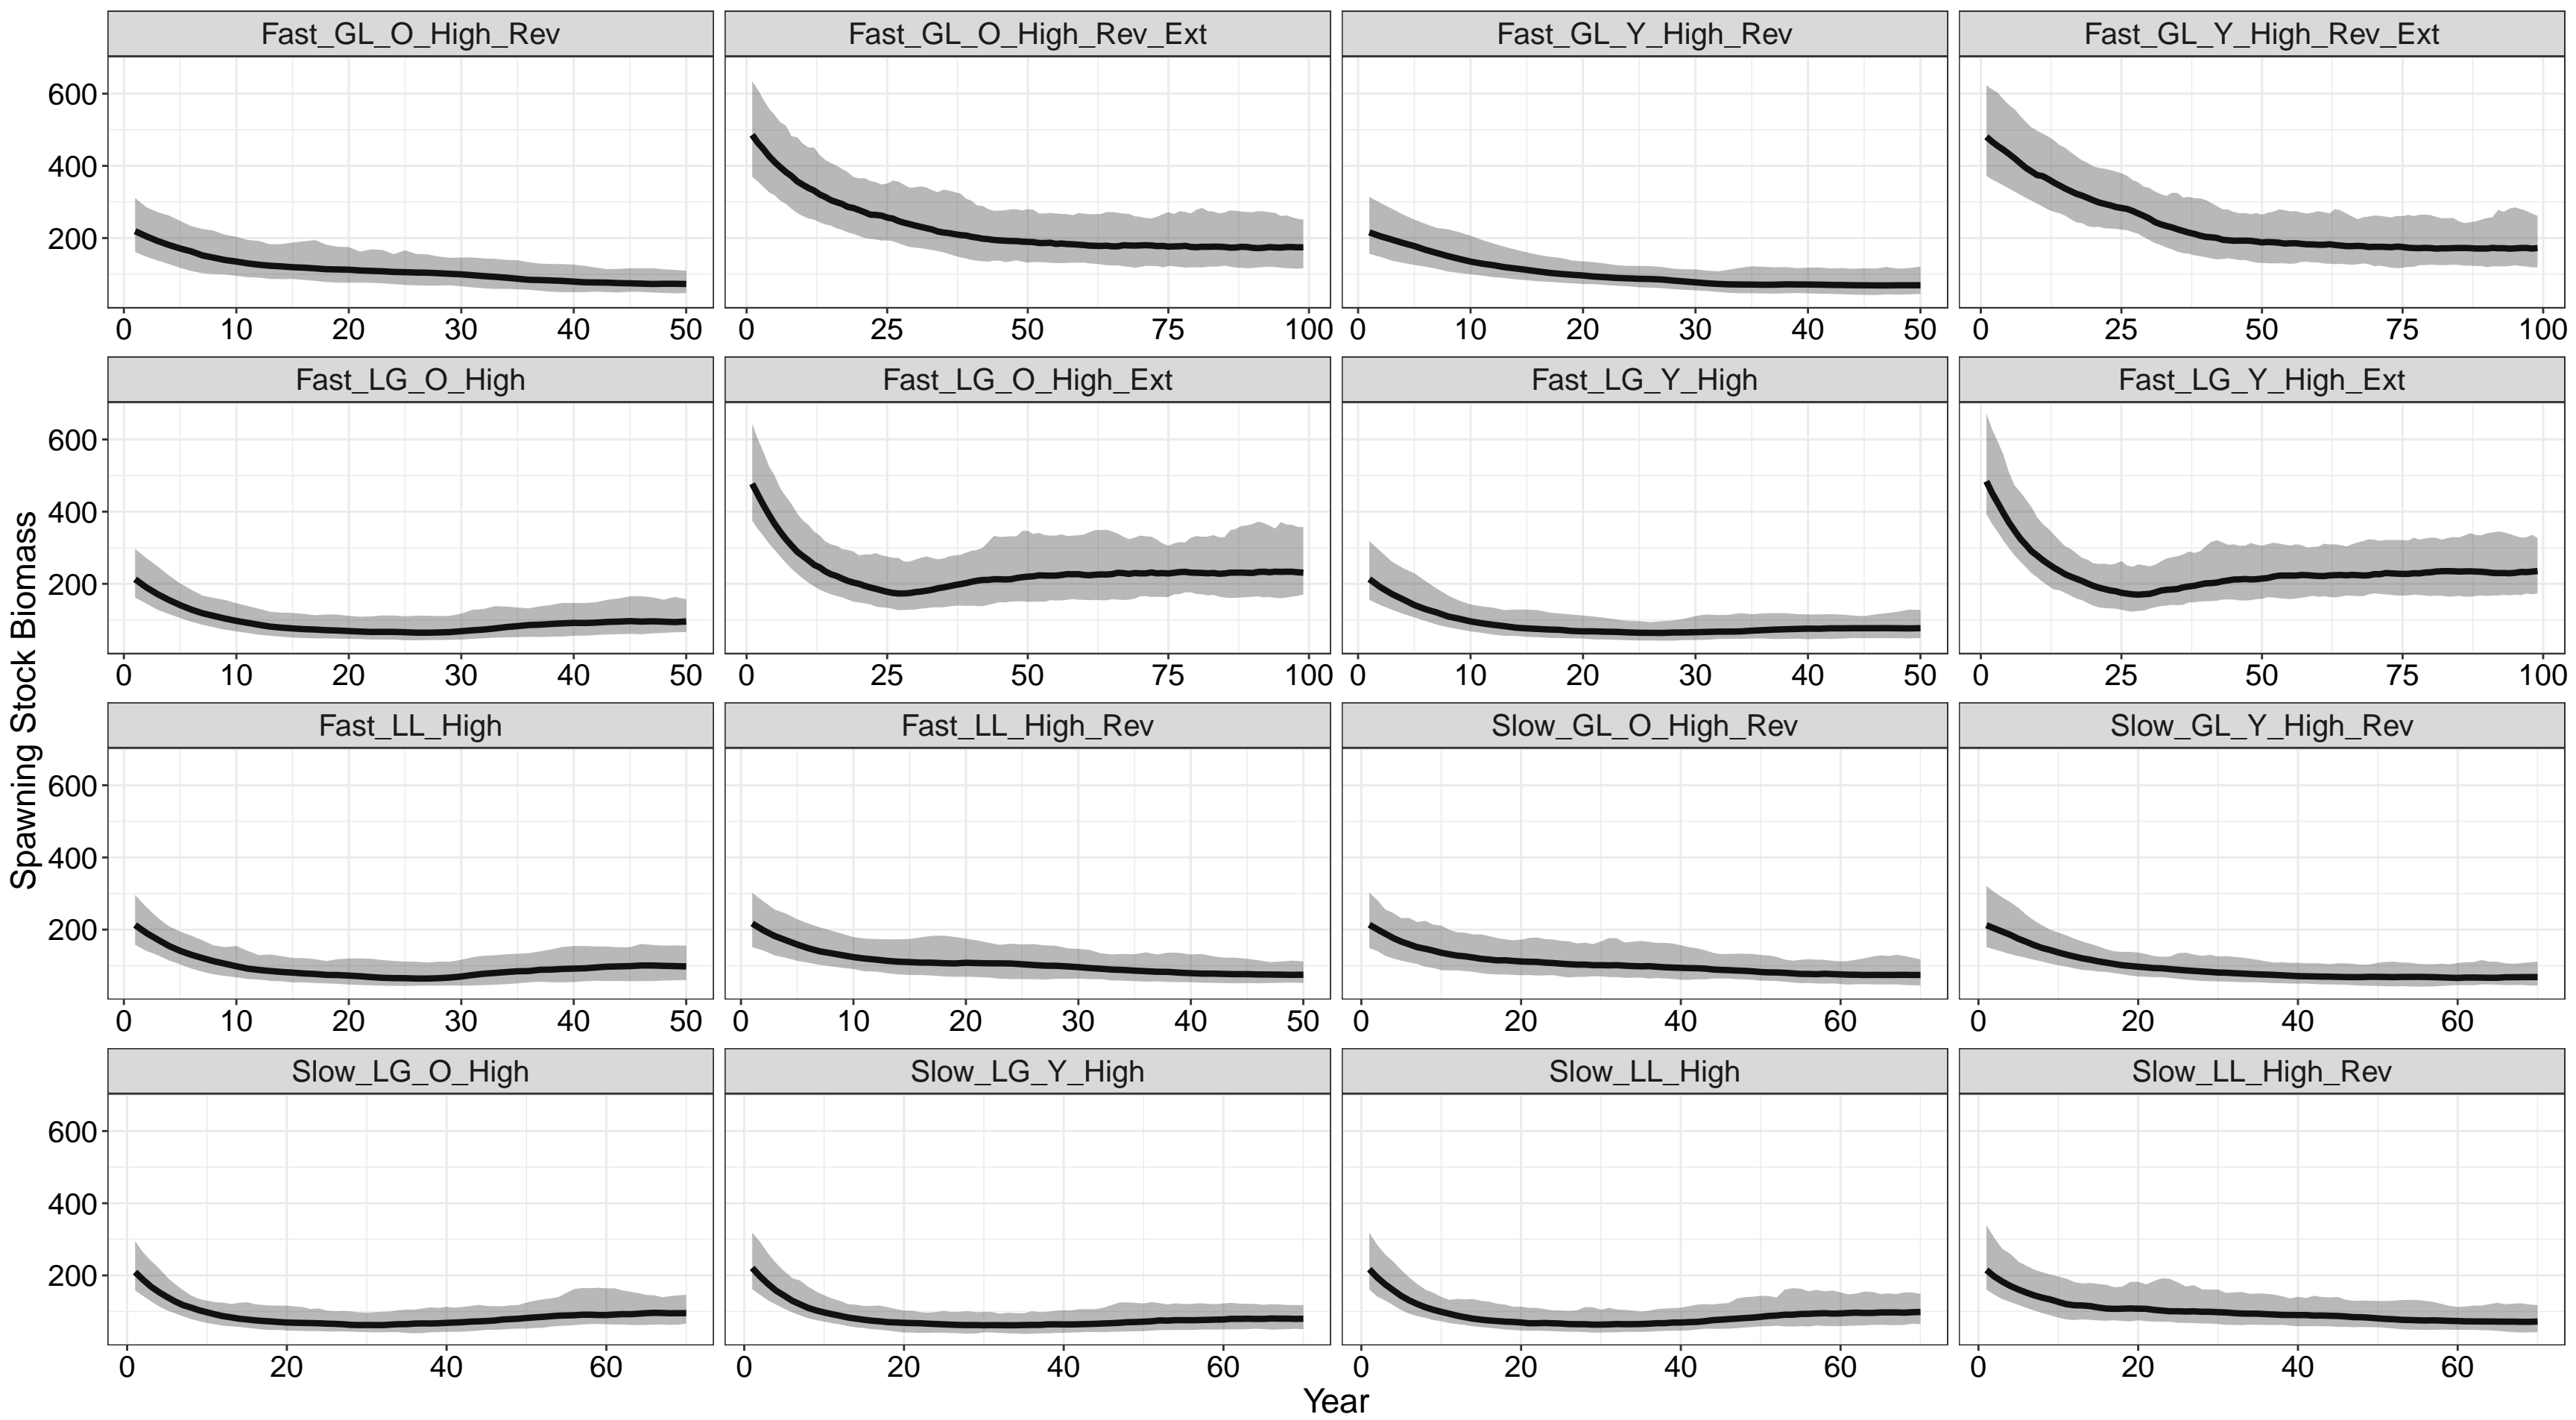 Fast_GL_O_High_Rev Fast_GL_O_High_Rev_Ext Fast_GL_Y_High_Rev Fast_GL_Y_High_Rev_Ext
600
400
200
0 10 20 30 40 50 0 25 50 75 100 0 10 20 30 40 50 0 25 50 75 100
Fast_LG_O_High Fast_LG_O_High_Ext Fast_LG_Y_High Fast_LG_Y_High_Ext
600
400
200
0 10 20 30 40 50 0 25 50 75 100 0 10 20 30 40 50 0 25 50 75 100
Spawning Stock Biomass
Fast_LL_High Fast_LL_High_Rev Slow_GL_O_High_Rev Slow_GL_Y_High_Rev
600
400
200
0 10 20 30 40 50 0 10 20 30 40 50 0 20 40 60 0 20 40 60
Slow_LG_O_High Slow_LG_Y_High Slow_LL_High Slow_LL_High_Rev
600
400
200
0 20 40 60 0 20 40 60 0 20 40 60 0 20 40 60
Year